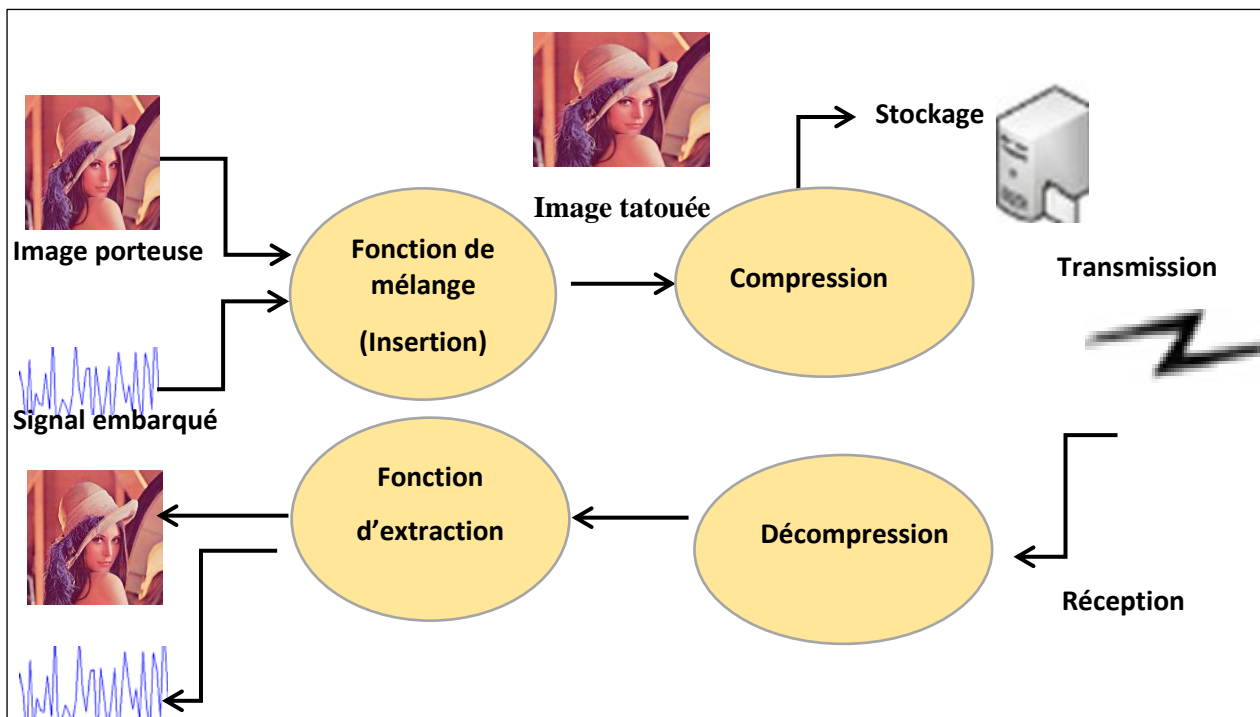 Image porteuse
Signal embarqué
Fonction de
mélange
(Insertion)
Image tatouée
Compression
Stockage
Transmission
Réception
Décompression
Fonction
d’extraction